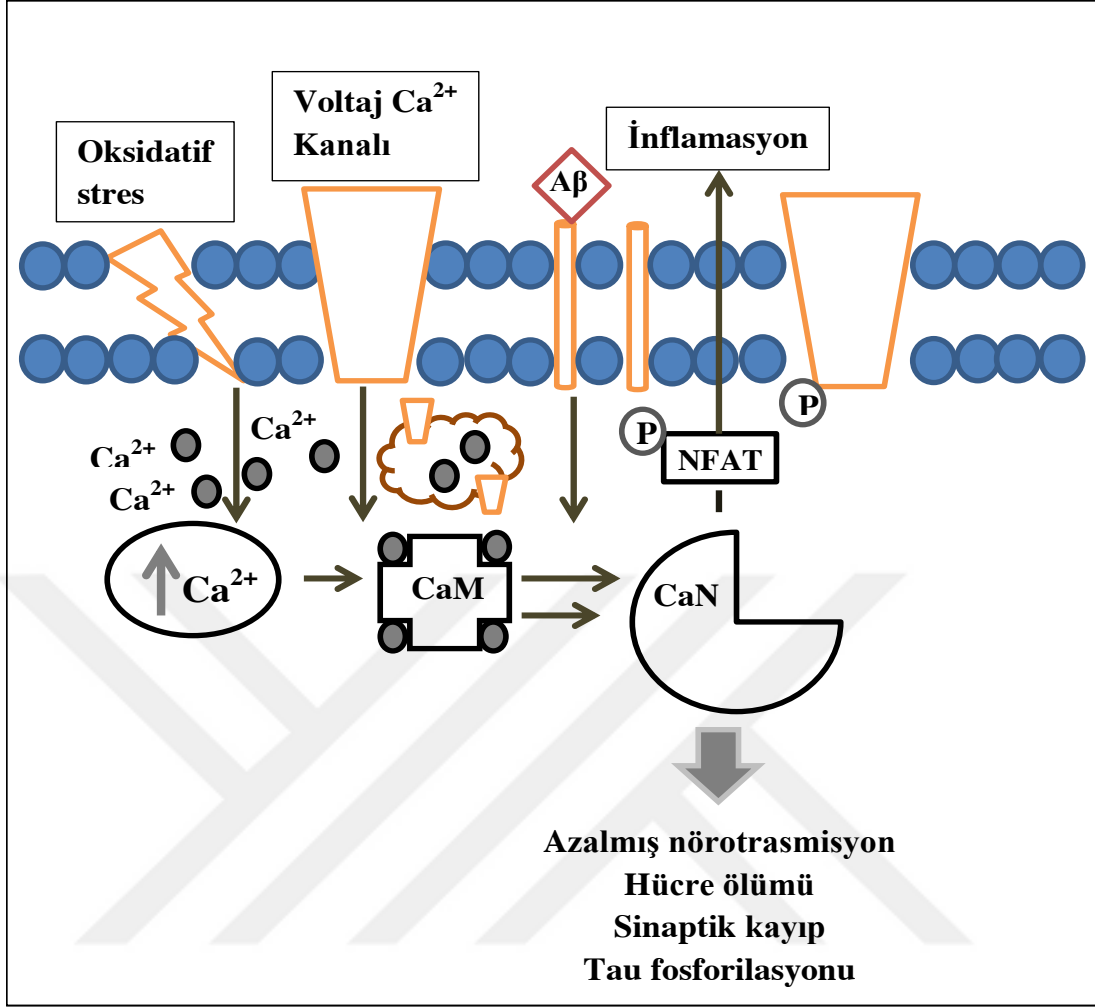 Voltaj Ca²⁺
Kanalı
Oksidatif
stres
İnflamasyon
Aβ
P
P
NFAT
Ca²⁺
Ca²⁺
Ca²⁺
Ca²⁺
CaM
CaN
Azalmış nörotrasmisyon
Hücre ölümü
Sinaptik kayıp
Tau fosforilasyonu